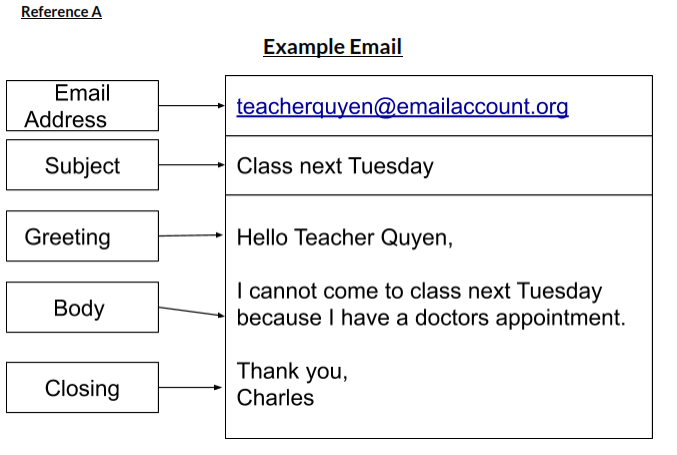 Reference A
Example Email
Email
Address
teacherquyen@emailaccount.org
Subject
Class next Tuesday
Greeting
Hello Teacher Quyen,
Body
I cannot come to class next Tuesday
because I have a doctors appointment.
Closing
Thank you,
Charles